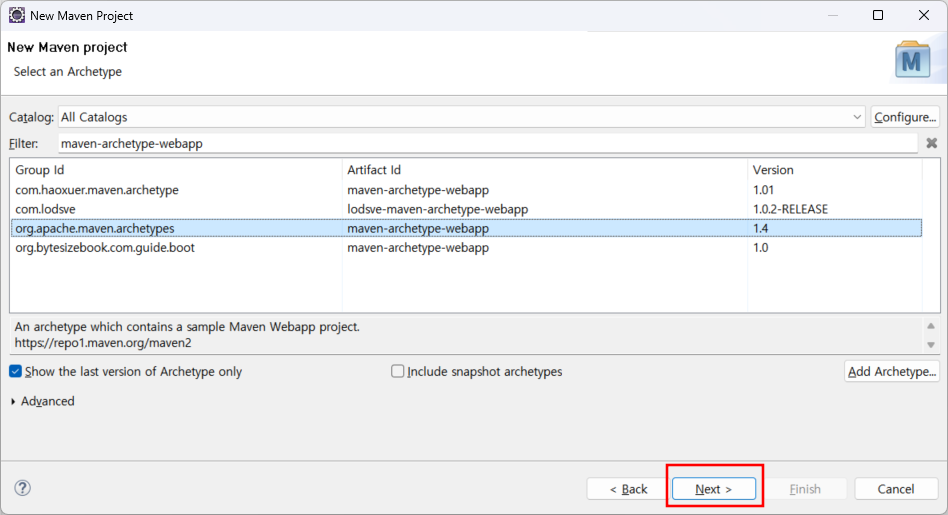 New Maven Project
New Maven project
Select an Archetype
M
Catalog: All Catalogs Configure...
Filter: maven-archetype-webapp
Group Id Artifact Id Version
com.haoxuer.maven.archetype maven-archetype-webapp 1.01
com.lodsve lodsve-maven-archetype-webapp 1.0.2-RELEASE
org.apache.maven.archetypes maven-archetype-webapp 1.4
org.bytesizebook.com.guide.boot maven-archetype-webapp 1.0
An archetype which contains a sample Maven Webapp project.
https://repo1.maven.org/maven2
Show the last version of Archetype only Include snapshot archetypes Add Archetype...
Advanced
? < Back Next > Finish Cancel